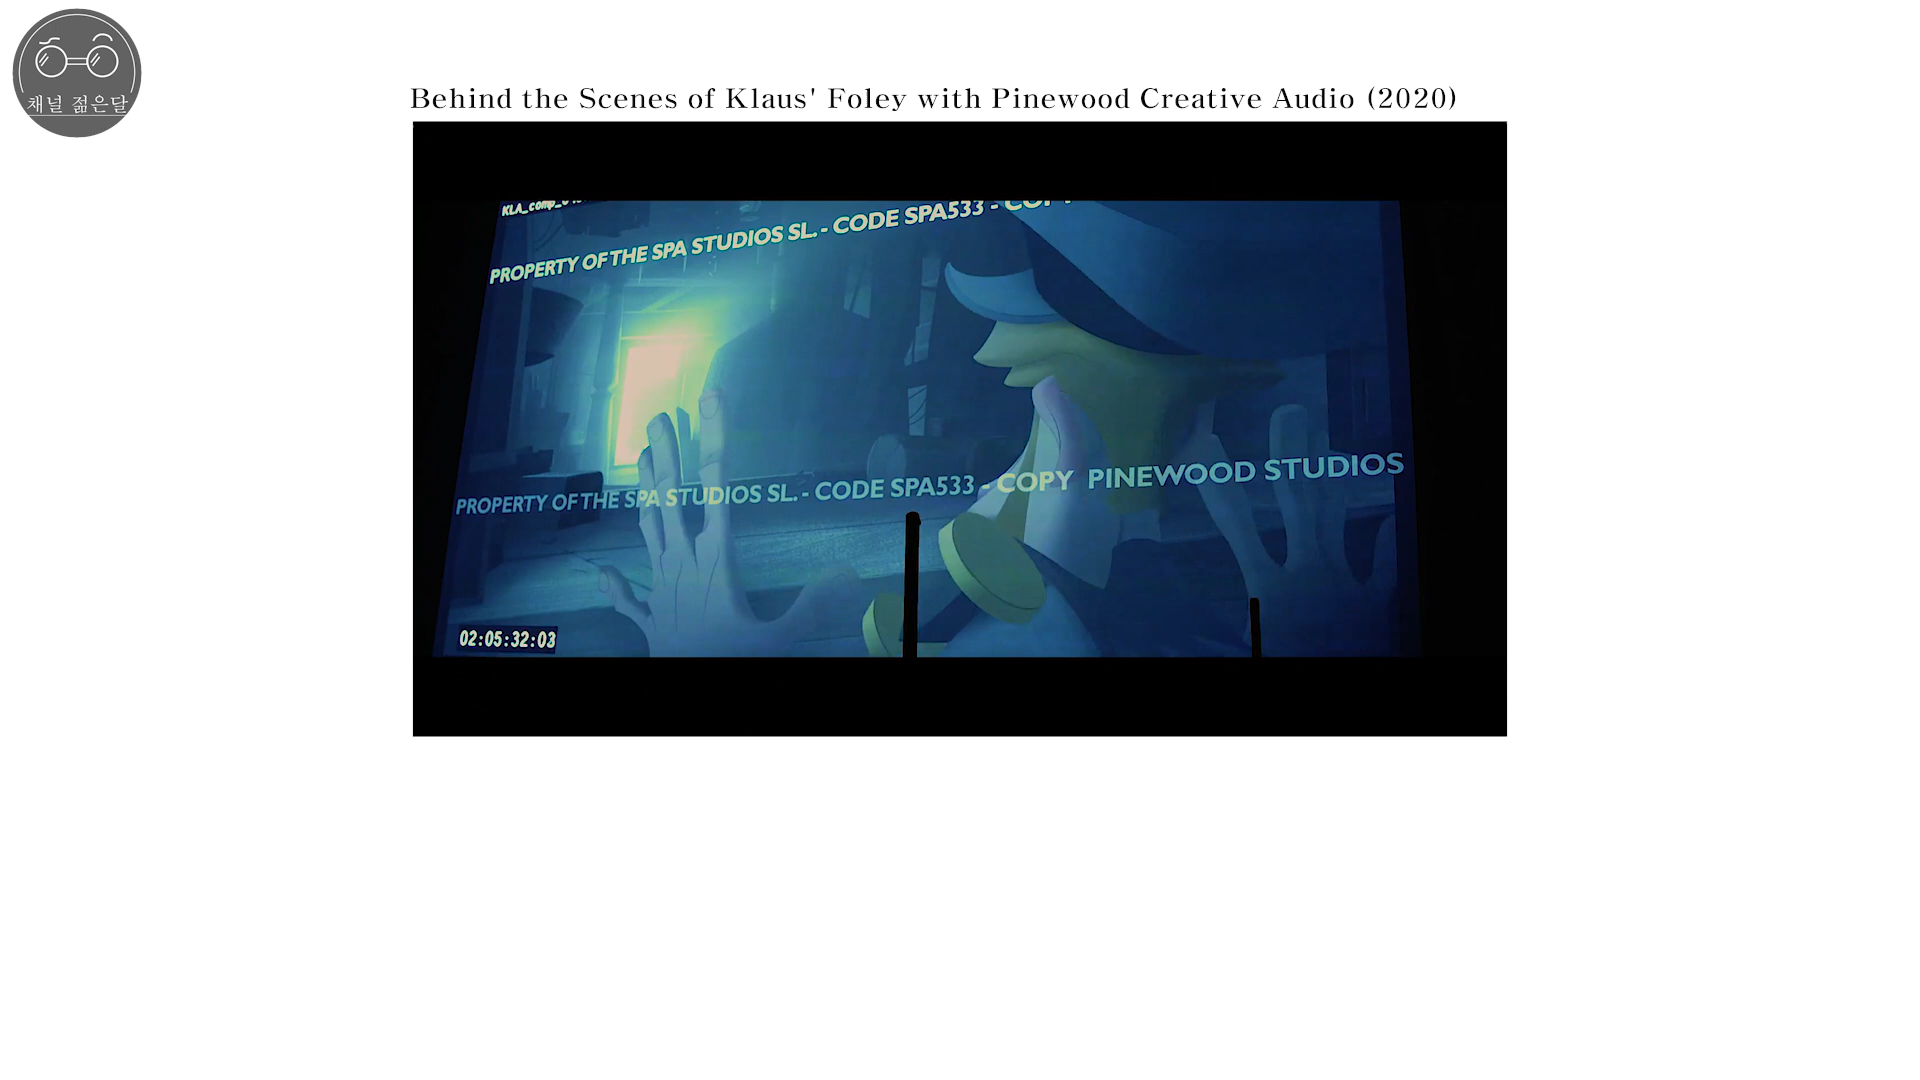 채널 젊은달
Behind the Scenes of Klaus' Foley with Pinewood Creative Audio (2020)
PROPERTY OF THE SPA STUDIOS SL. - CODE SPA533 - COPY
PROPERTY OF THE SPA STUDIOS SL. - CODE SPA533 - COPY PINEWOOD STUDIOS
02:05:32:03